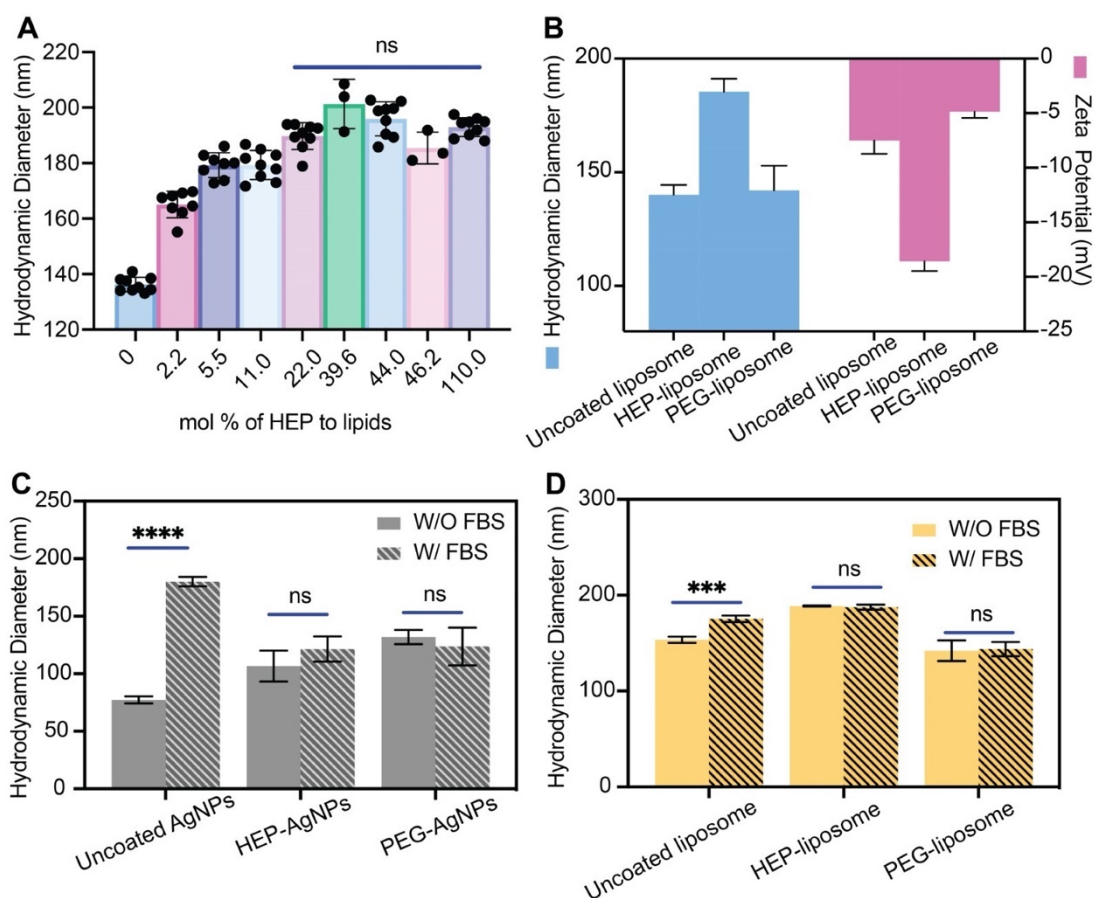 A
Hydrodynamic Diameter (nm)
220
200
180
160
140
120
ns
0
2.2
5.5
11.0
22.0
39.6
44.0
46.2
110.0
mol % of HEP to lipids
B
Hydrodynamic Diameter (nm)
200
150
100
0
-5
-10
-15
-20
-25
Zeta Potential (mV)
Uncoated liposome
HEP-liposome
PEG-liposome
Uncoated liposome
HEP-liposome
PEG-liposome
C
Hydrodynamic Diameter (nm)
250
200
150
100
50
0
W/O FBS
W/ FBS
****
ns
ns
Uncoated AgNPs
HEP-AgNPs
PEG-AgNPs
D
Hydrodynamic Diameter (nm)
300
200
100
0
W/O FBS
W/ FBS
***
ns
ns
Uncoated liposome
HEP-liposome
PEG-liposome